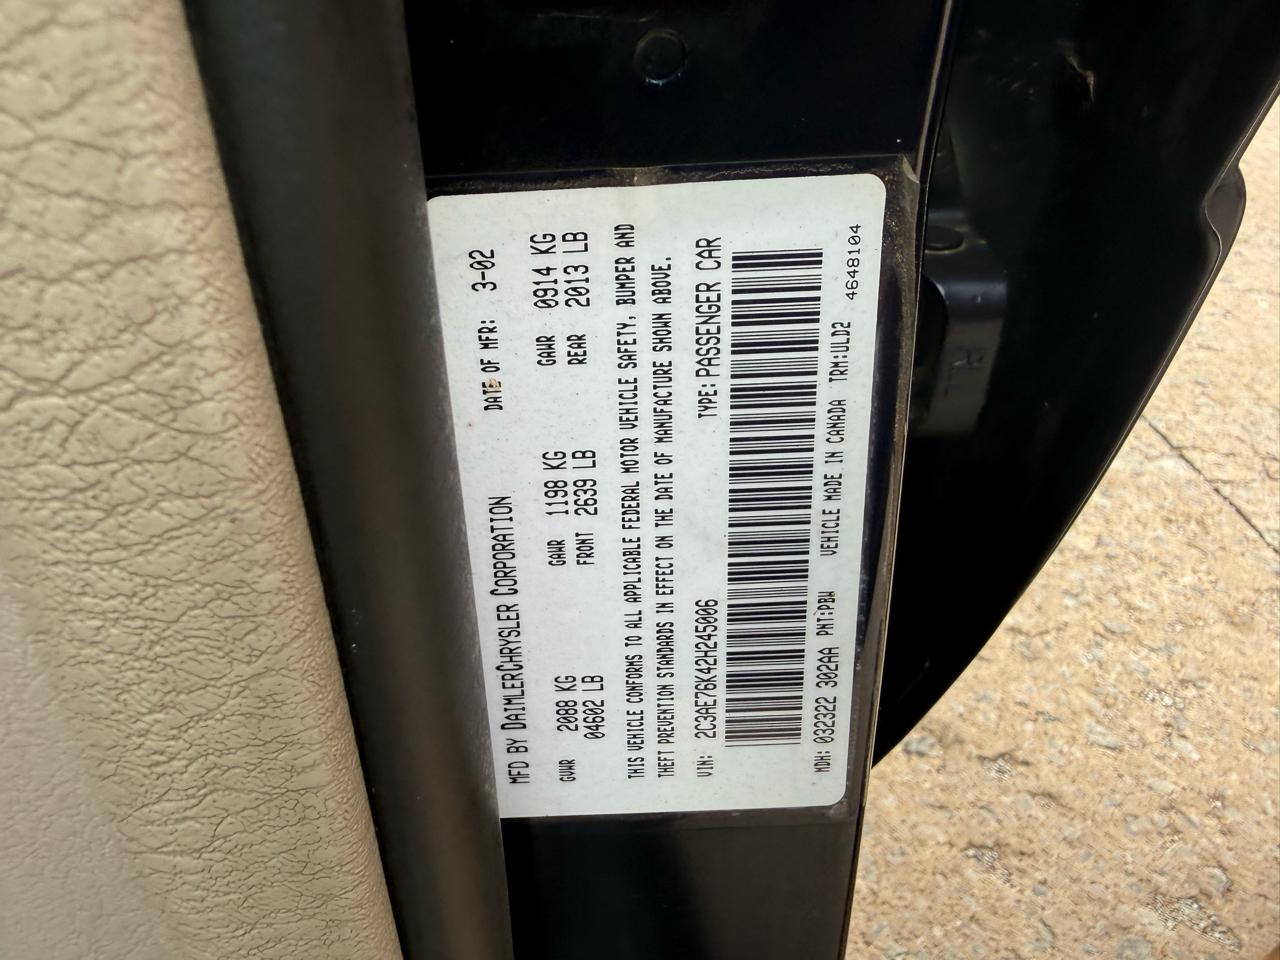 MFD BY DAIMLERCHRYSLER CORPORATION DATE OF MFR: 3-02
GVWR 2088 KG GAWR 1198 KG GAWR 0914 KG
04602 LB FRONT 2639 LB REAR 2013 LB
THIS VEHICLE CONFORMS TO ALL APPLICABLE FEDERAL MOTOR VEHICLE SAFETY, BUMPER AND
THEFT PREVENTION STANDARDS IN EFFECT ON THE DATE OF MANUFACTURE SHOWN ABOVE.
VIN: 2C3AE76K42H245006 TYPE: PASSENGER CAR
MDH: 032322 302AA PNT:PBW VEHICLE MADE IN CANADA TRM:ULD2 4648104